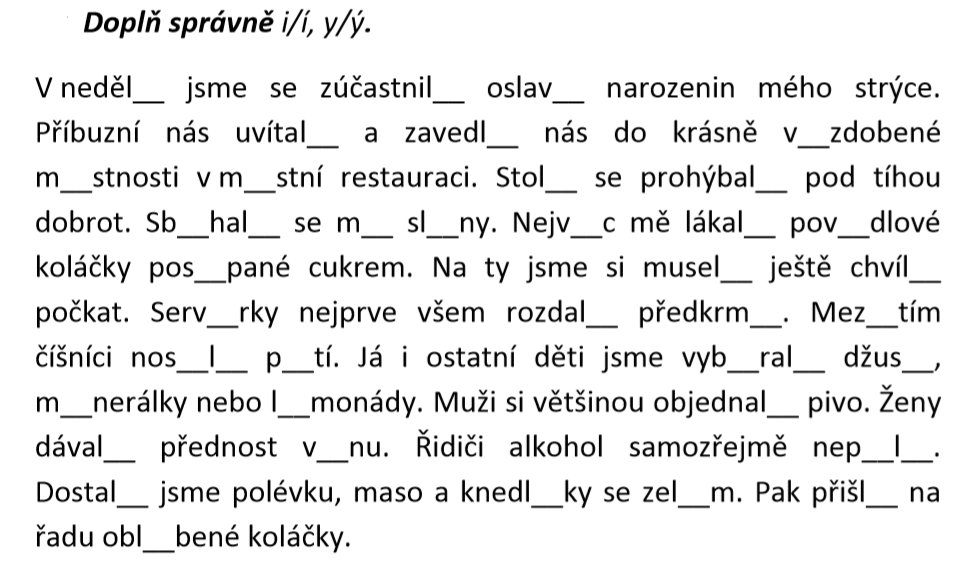 Doplň správně i/í, y/ý.
V neděl__ jsme se zúčastnil__ oslav__ narozenin mého strýce.
Příbuzní nás uvítal__ a zavedl__ nás do krásně v__zdobené
m__stnosti v m__stní restauraci. Stol__ se prohýbal__ pod tíhou
dobrot. Sb__hal__ se m__ sl__ny. Nejv__c mě lákal__ pov__dlové
koláčky pos__pané cukrem. Na ty jsme si musel__ ještě chvíl__
počkat. Serv__rky nejprve všem rozdal__ předkrm__. Mez__tím
číšníci nos__l__ p__tí. Já i ostatní děti jsme vyb__ral__ džus__,
m__nerálky nebo l__monády. Muži si většinou objednal__ pivo. Ženy
dával__ přednost v__nu. Řidiči alkohol samozřejmě nep__l__.
Dostal__ jsme polévku, maso a knedl__ky se zel__m. Pak přišl__ na
řadu obl__bené koláčky.